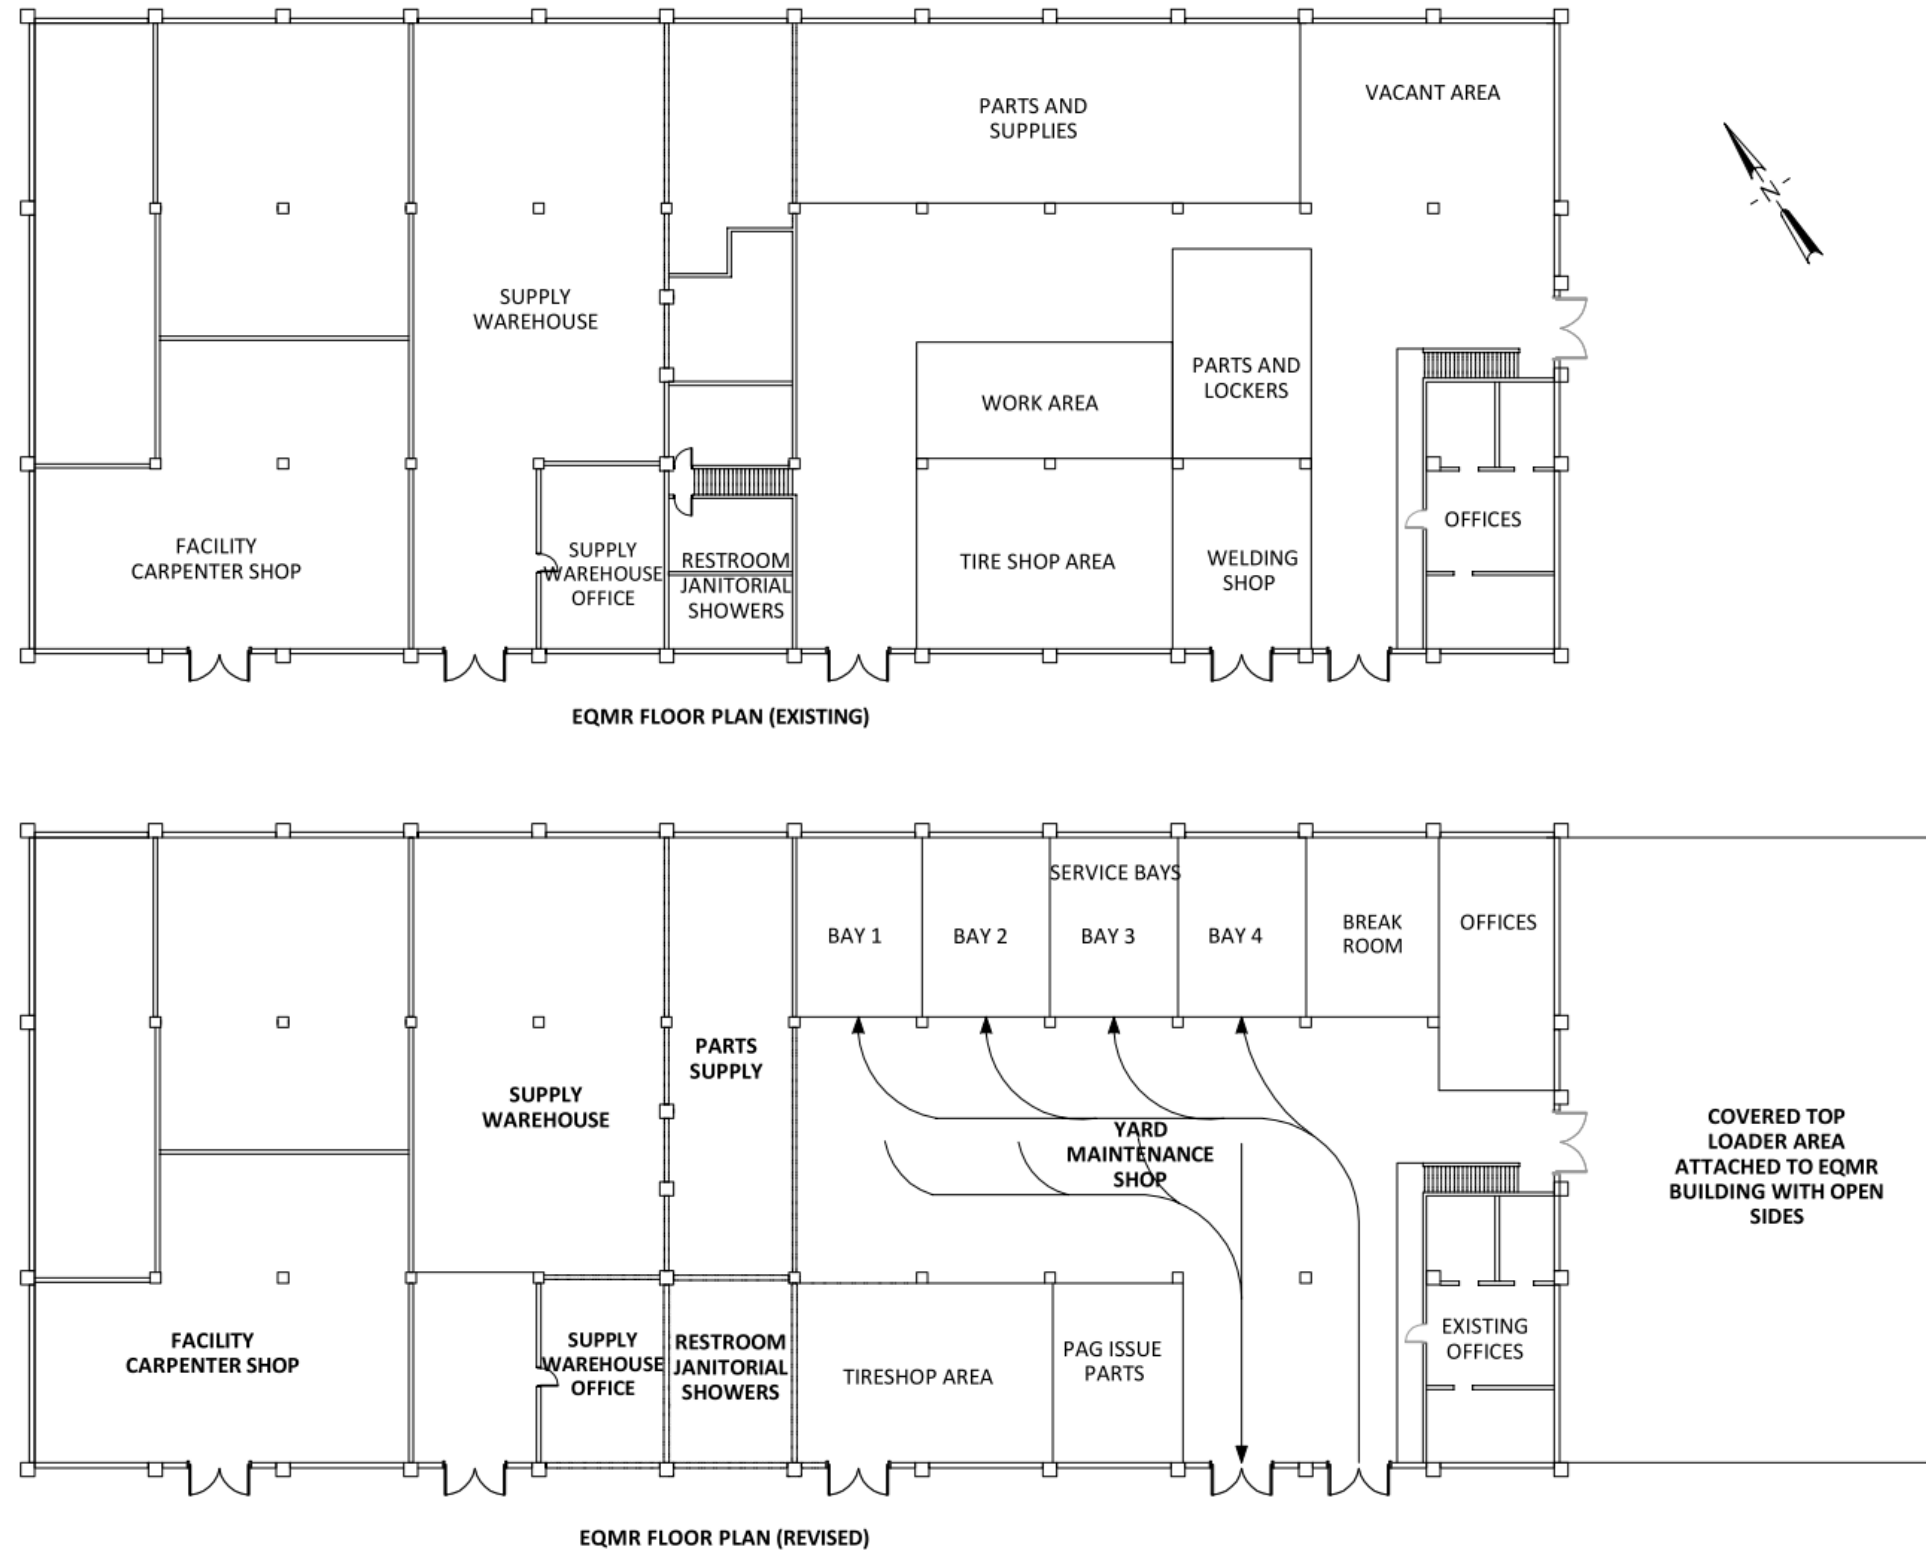 PARTS AND
SUPPLIES
VACANT AREA
N
SUPPLY
WAREHOUSE
PARTS AND
LOCKERS
WORK AREA
OFFICES
FACILITY
CARPENTER SHOP
SUPPLY
WAREHOUSE
OFFICE
RESTROOM
JANITORIAL
SHOWERS
TIRE SHOP AREA
WELDING
SHOP
EQMR FLOOR PLAN (EXISTING)
SERVICE BAYS
BAY 1
BAY 2
BAY 3
BAY 4
BREAK
ROOM
OFFICES
PARTS
SUPPLY
SUPPLY
WAREHOUSE
YARD
MAINTENANCE
SHOP
COVERED TOP
LOADER AREA
ATTACHED TO EQMR
BUILDING WITH OPEN
SIDES
FACILITY
CARPENTER SHOP
SUPPLY
WAREHOUSE
OFFICE
RESTROOM
JANITORIAL
SHOWERS
TIRESHOP AREA
PAG ISSUE
PARTS
EXISTING
OFFICES
EQMR FLOOR PLAN (REVISED)